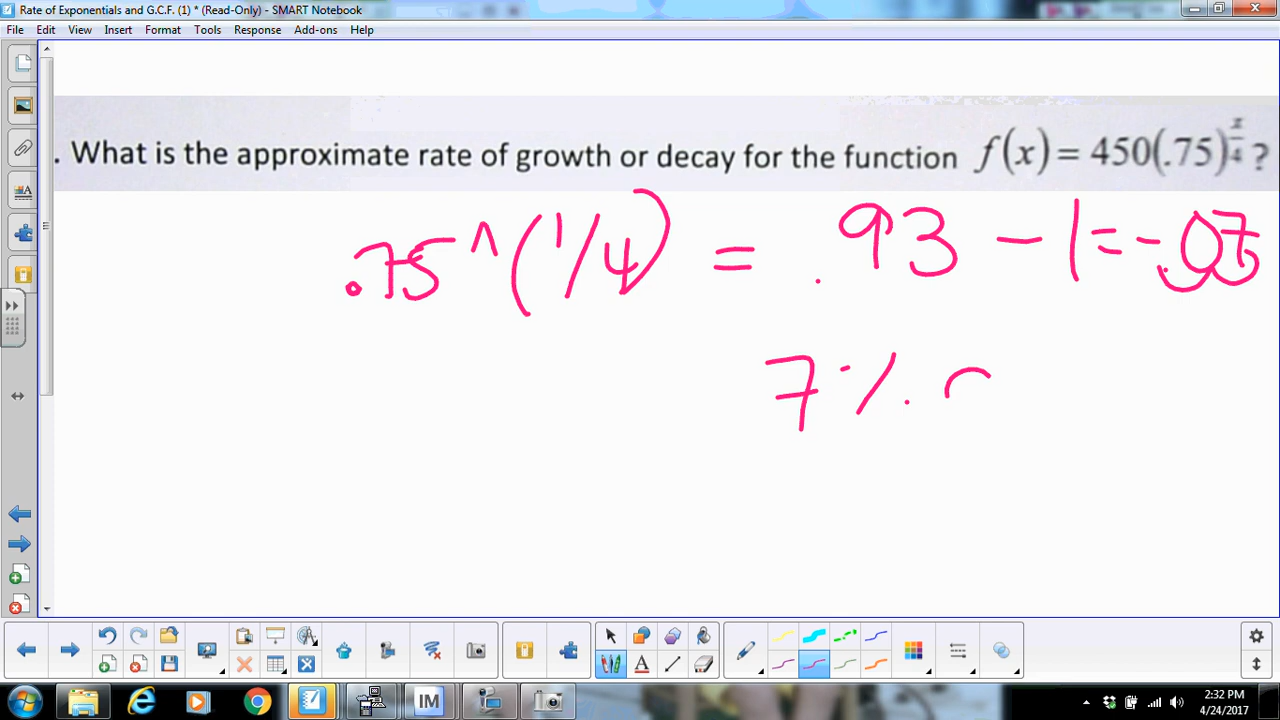 Rate of Exponentials and G.C.F. (1) * (Read-Only) - SMART Notebook
File Edit View Insert Format Tools Response Add-ons Help
. What is the approximate rate of growth or decay for the function f(x) = 450(.75)^(x/4) ?
.75 ^ (1/4) = .93 - 1 = -.07
7%
IM
2:32 PM
4/24/2017